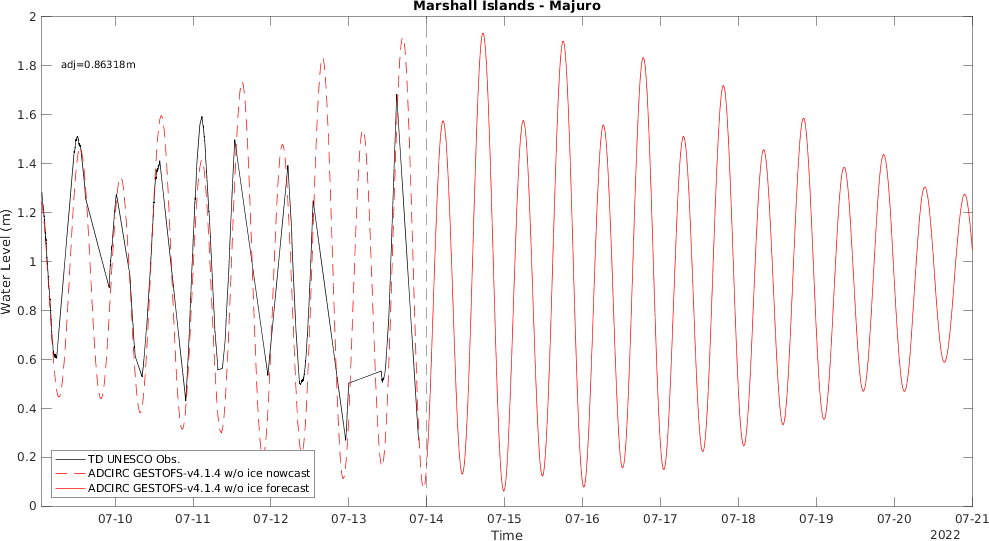 Marshall Islands - Majuro
adj=0.86318m
Water Level (m)
2
1.8
1.6
1.4
1.2
1
0.8
0.6
0.4
0.2
0
TD UNESCO Obs.
ADCIRC GESTOFS-v4.1.4 w/o ice nowcast
ADCIRC GESTOFS-v4.1.4 w/o ice forecast
07-10 07-11 07-12 07-13 07-14 07-15 07-16 07-17 07-18 07-19 07-20 07-21
Time
2022